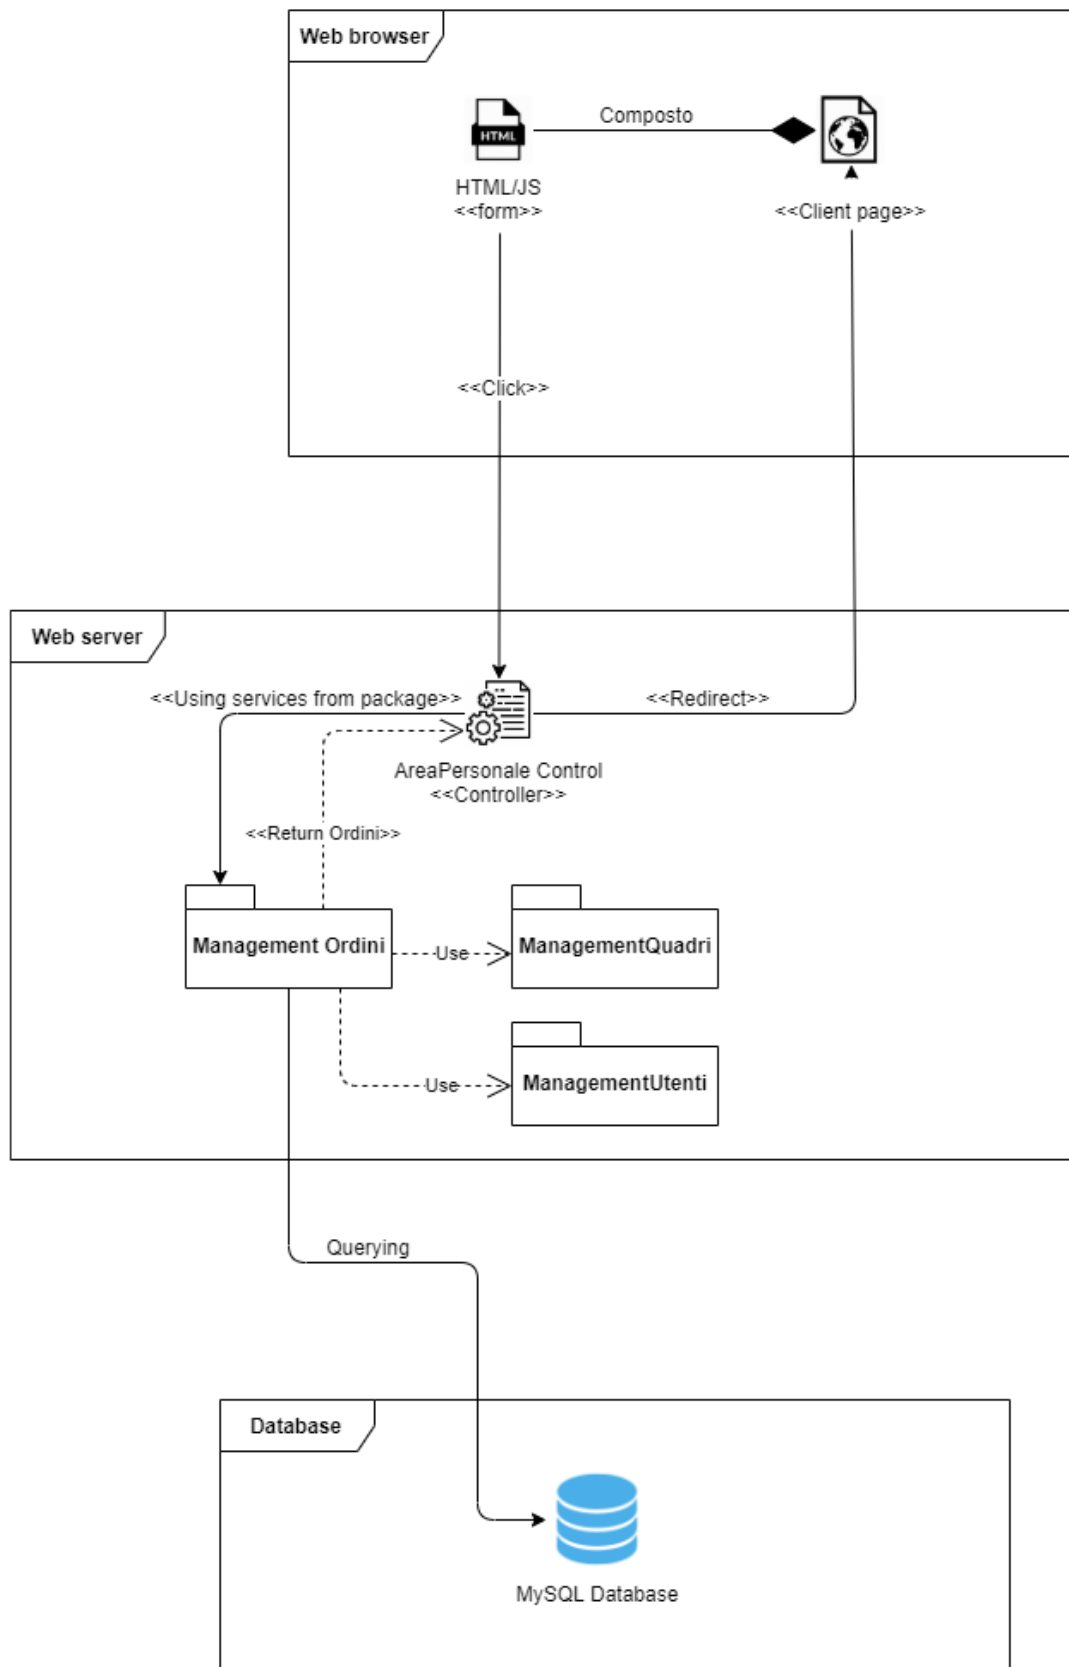 Web browser
HTML
Composto
HTML/JS
<<form>>
<<Client page>>
<<Click>>
Web server
<<Using services from package>>
<<Redirect>>
AreaPersonale Control
<<Controller>>
<<Return Ordini>>
Management Ordini
Use
ManagementQuadri
Use
ManagementUtenti
Querying
Database
MySQL Database